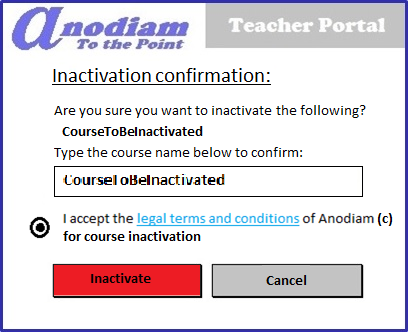 Anodiam
To the Point
Teacher Portal
Inactivation confirmation:
Are you sure you want to inactivate the following?
CourseToBeInactivated
Type the course name below to confirm:
CourseToBeInactivated
I accept the legal terms and conditions of Anodiam (c)
for course inactivation
Inactivate
Cancel